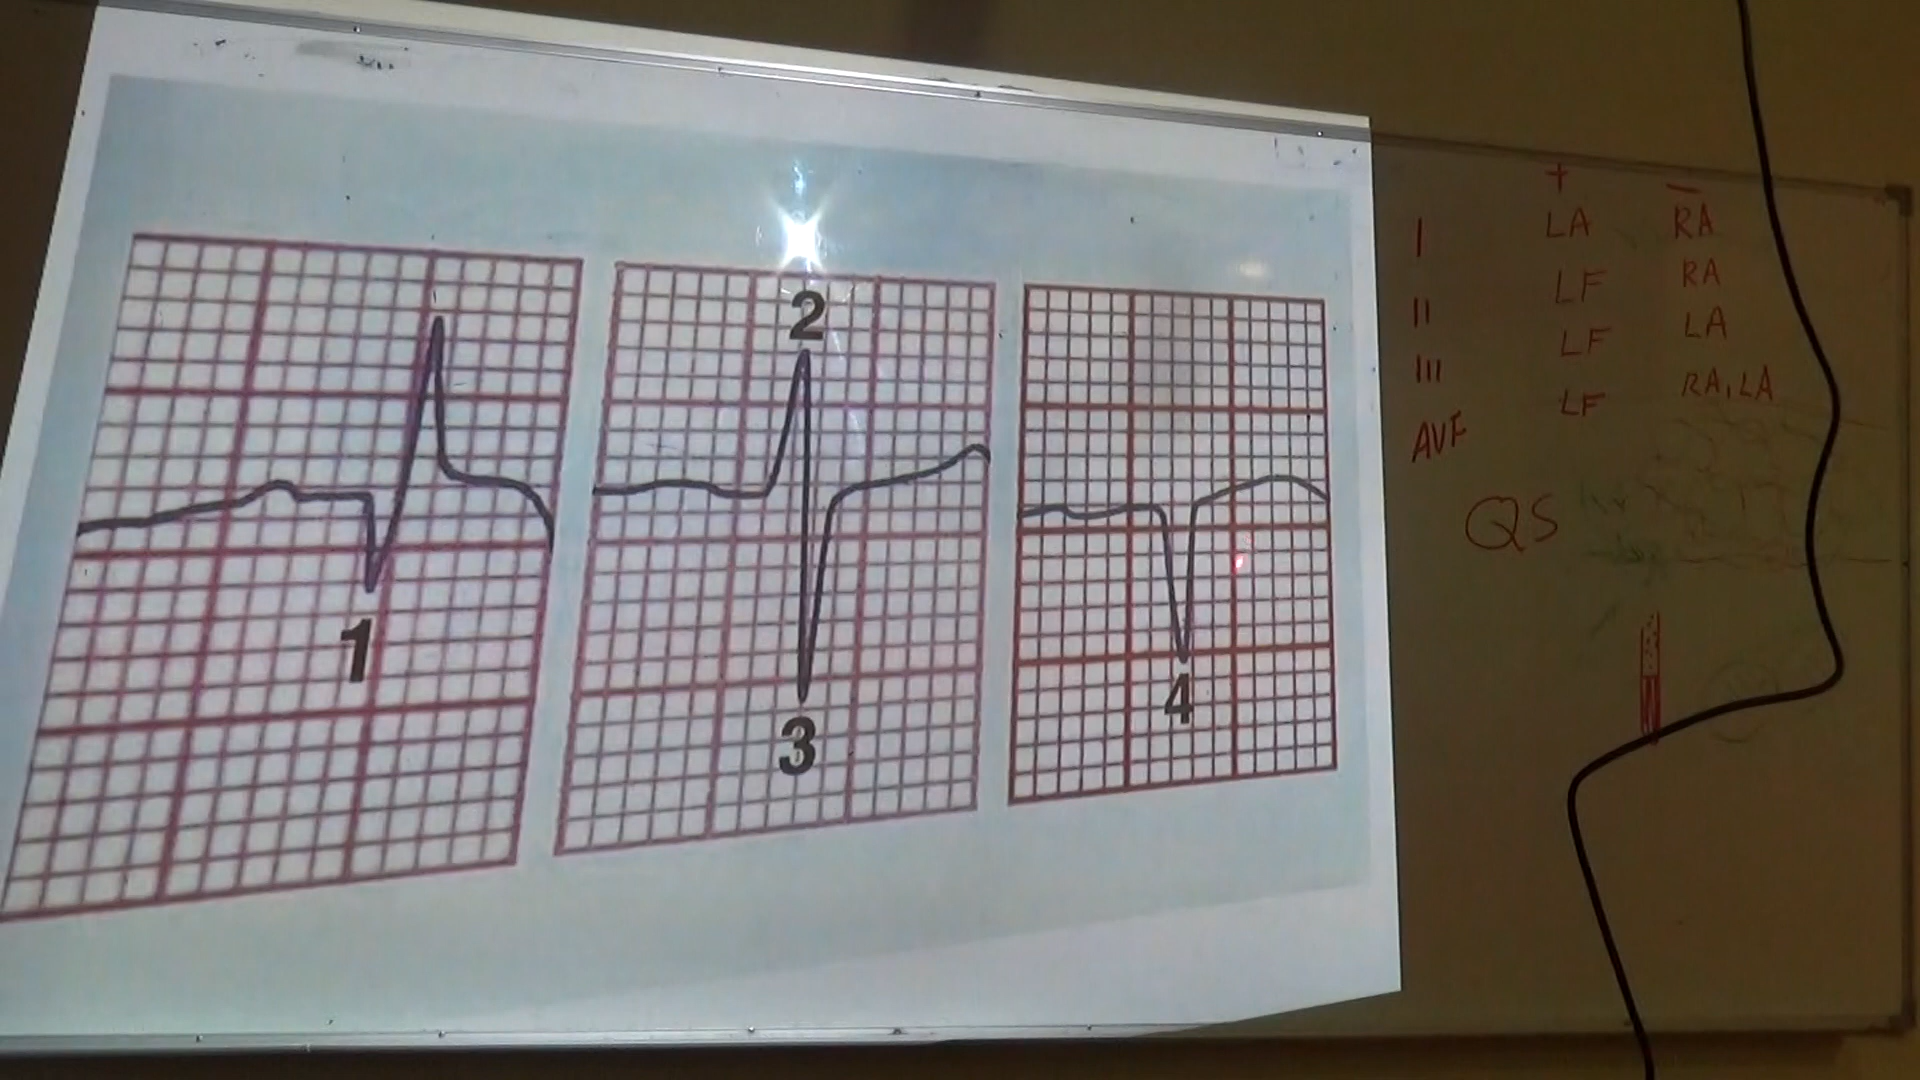 2
1
3
4
+ −
I LA RA
II LF RA
III LF LA
AVF LF RA, LA
QS